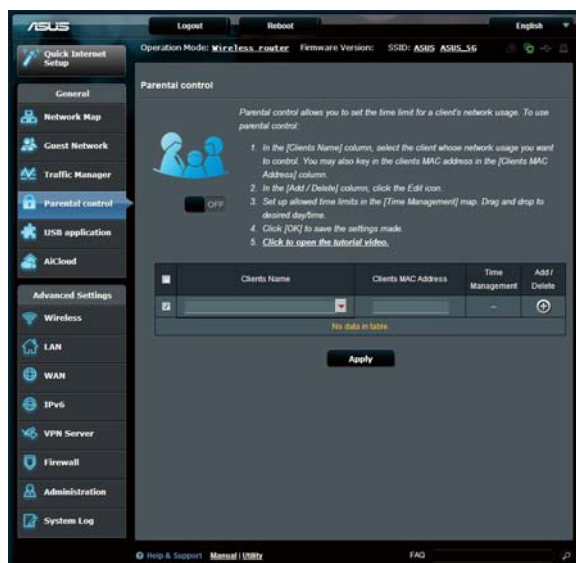 ASUS
Logout
Reboot
English
Quick Internet
Setup
Operation Mode: Wireless router Firmware Version: SSID: ASUS ASUS_5G
General
Network Map
Guest Network
Traffic Manager
Parental control
USB application
AiCloud
Advanced Settings
Wireless
LAN
WAN
IPv6
VPN Server
Firewall
Administration
System Log
Parental control
Parental control allows you to set the time limit for a client's network usage. To use
parental control:
1. In the [Clients Name] column, select the client whose network usage you want
to control. You may also key in the clients MAC address in the [Clients MAC
Address] column.
2. In the [Add / Delete] column, click the Edit icon.
3. Set up allowed time limits in the [Time Management] map. Drag and drop to
desired day/time.
4. Click [OK] to save the settings made.
5. Click to open the tutorial video.
OFF
Clients Name
Clients MAC Address
Time
Management
Add /
Delete
–
No data in table
Apply
Help & Support Manual | Utility
FAQ